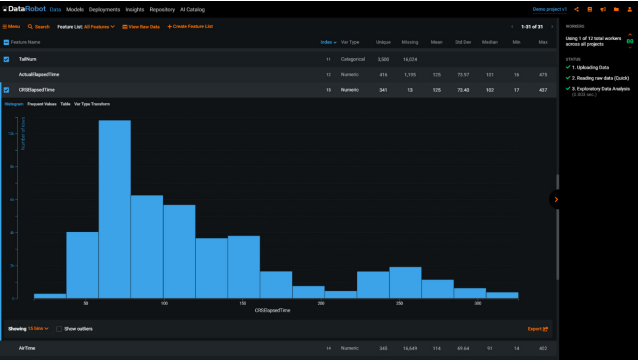 DataRobot Data Models Deployments Insights Repository AI Catalog Demo project v1
Menu Search Feature List: All Features View Raw Data + Create Feature List 1-31 of 31
Feature Name Index Var Type Unique Missing Mean Std Dev Median Min Max
TailNum 11 Categorical 3,503 16,024
ActualElapsedTime 12 Numeric 416 1,195 125 73.97 101 16 475
CRSElapsedTime 13 Numeric 341 13 125 73.40 102 17 437
Histogram Frequent Values Table Var Type Transform
Number of rows
50 100 150 200 250 300
CRSElapsedTime
Showing 15 bins Show outliers Export
AirTime 14 Numeric 345 16,649 114 69.64 91 14 402
WORKERS
Using 1 of 12 total workers
across all projects
STATUS
1. Uploading Data
2. Reading raw data (Quick)
3. Exploratory Data Analysis